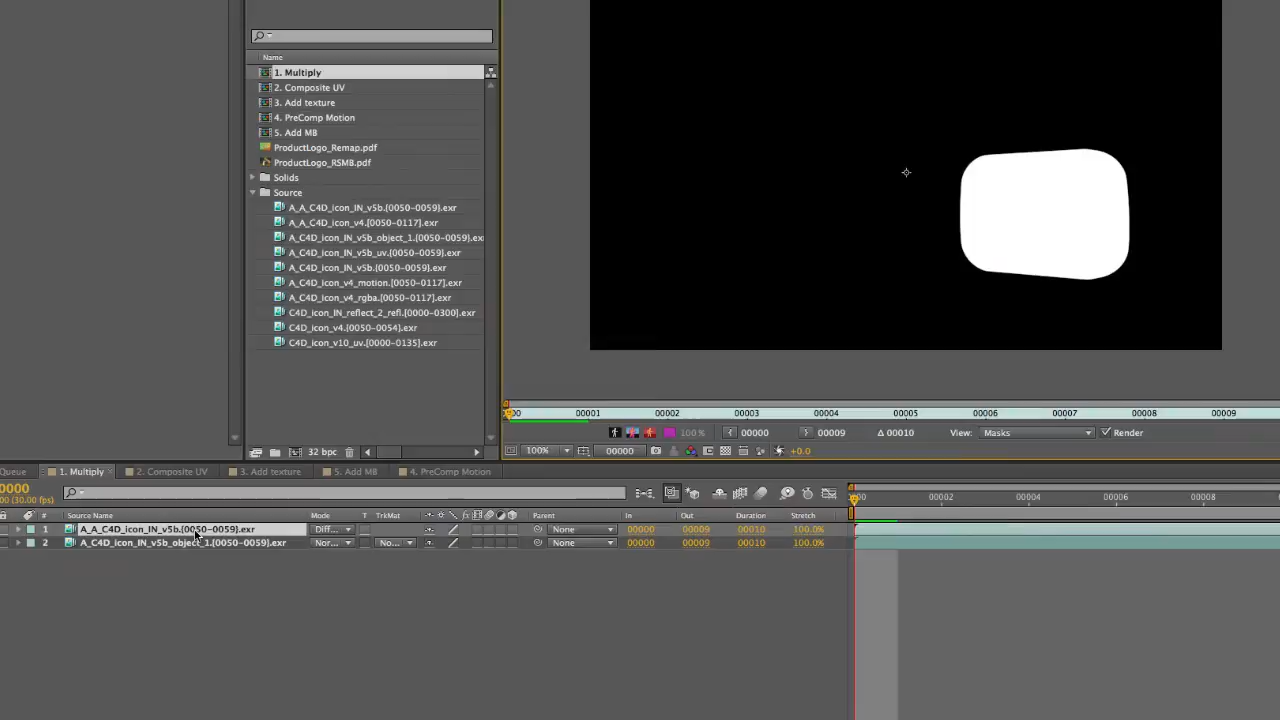 Name
1. Multiply
2. Composite UV
3. Add texture
4. PreComp Motion
5. Add MB
ProductLogo_Remap.pdf
ProductLogo_RSMB.pdf
Solids
Source
A_A_C4D_icon_IN_v5b.[0050-0059].exr
A_A_C4D_icon_v4.[0050-0117].exr
A_C4D_icon_IN_v5b_object_1.[0050-0059].ex
A_C4D_icon_IN_v5b_uv.[0050-0059].exr
A_C4D_icon_IN_v5b.[0050-0059].exr
A_C4D_icon_v4_motion.[0050-0117].exr
A_C4D_icon_v4_rgba.[0050-0117].exr
C4D_icon_IN_reflect_2_refl.[0000-0300].exr
C4D_icon_v4.[0050-0054].exr
C4D_icon_v10_uv.[0000-0135].exr
00 00001 00002 00003 00004 00005 00006 00007 00008 00009
100 % 00000 00009 Δ 00010 View: Masks Render
32 bpc 100% 00000 +0.0
Queue 1. Multiply 2. Composite UV 3. Add texture 5. Add MB 4. PreComp Motion
0000
00 (30.00 fps)
:00 00002 00004 00006 00008
# Source Name Mode T TrkMat fx Parent In Out Duration Stretch
1 A_A_C4D_icon_IN_v5b.[0050-0059].exr Diff... None 00000 00009 00010 100.0%
2 A_C4D_icon_IN_v5b_object_1.[0050-0059].exr Nor... No... None 00000 00009 00010 100.0%